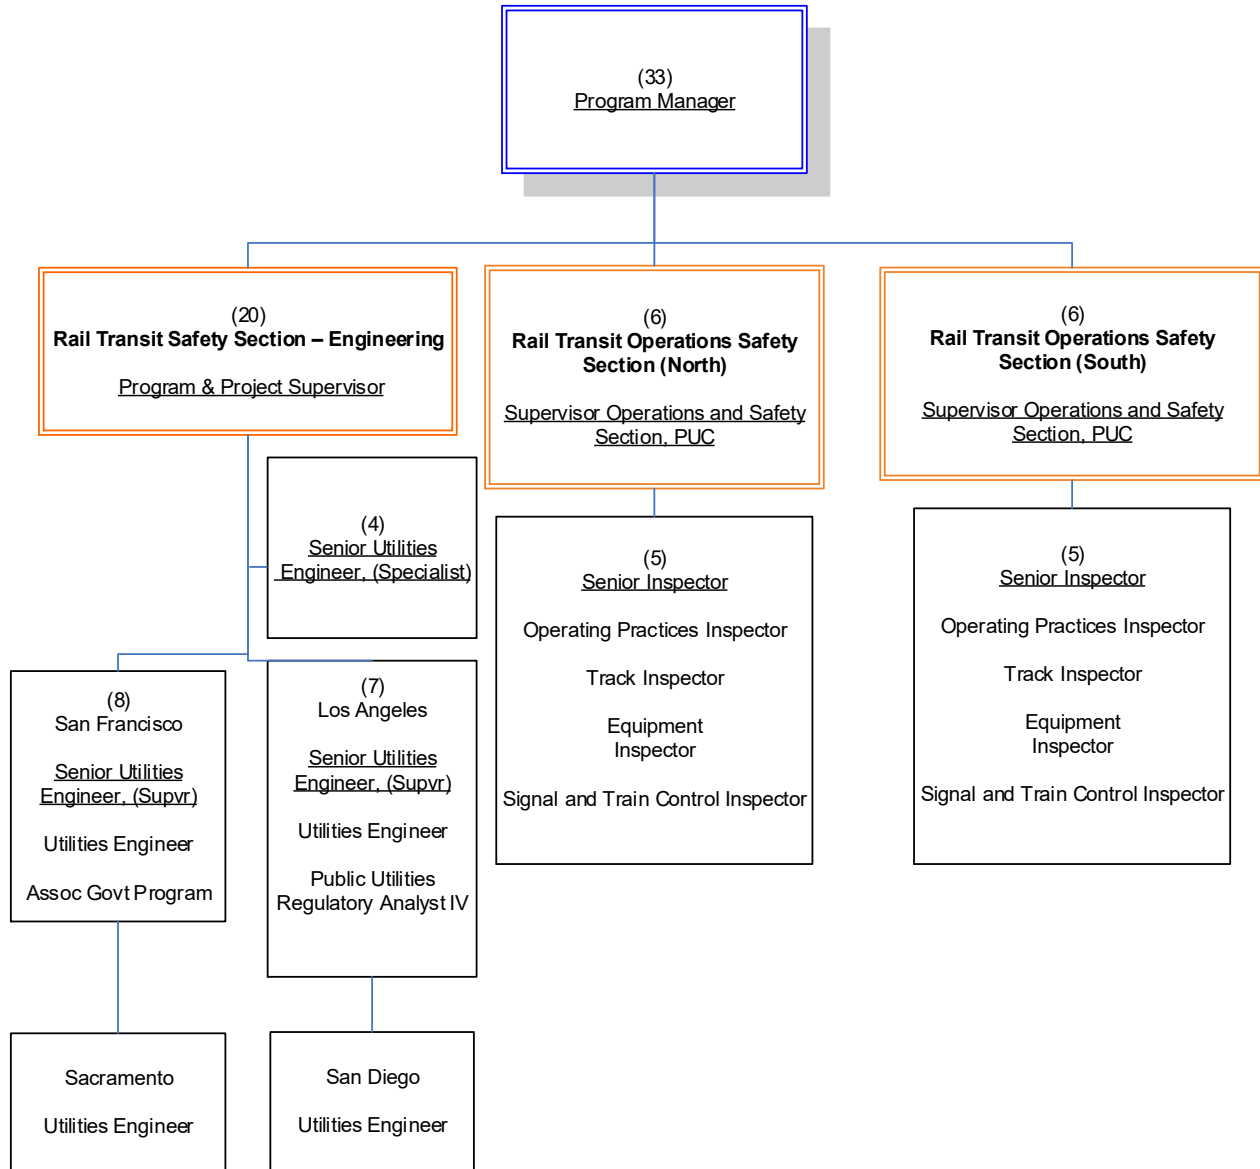 (33)
Program Manager
(20)
Rail Transit Safety Section – Engineering
Program & Project Supervisor
(6)
Rail Transit Operations Safety
Section (North)
Supervisor Operations and Safety
Section, PUC
(6)
Rail Transit Operations Safety
Section (South)
Supervisor Operations and Safety
Section, PUC
(4)
Senior Utilities
Engineer, (Specialist)
(8)
San Francisco
Senior Utilities
Engineer, (Supvr)
Utilities Engineer
Assoc Govt Program
(7)
Los Angeles
Senior Utilities
Engineer, (Supvr)
Utilities Engineer
Public Utilities
Regulatory Analyst IV
(5)
Senior Inspector
Operating Practices Inspector
Track Inspector
Equipment
Inspector
Signal and Train Control Inspector
(5)
Senior Inspector
Operating Practices Inspector
Track Inspector
Equipment
Inspector
Signal and Train Control Inspector
Sacramento
Utilities Engineer
San Diego
Utilities Engineer